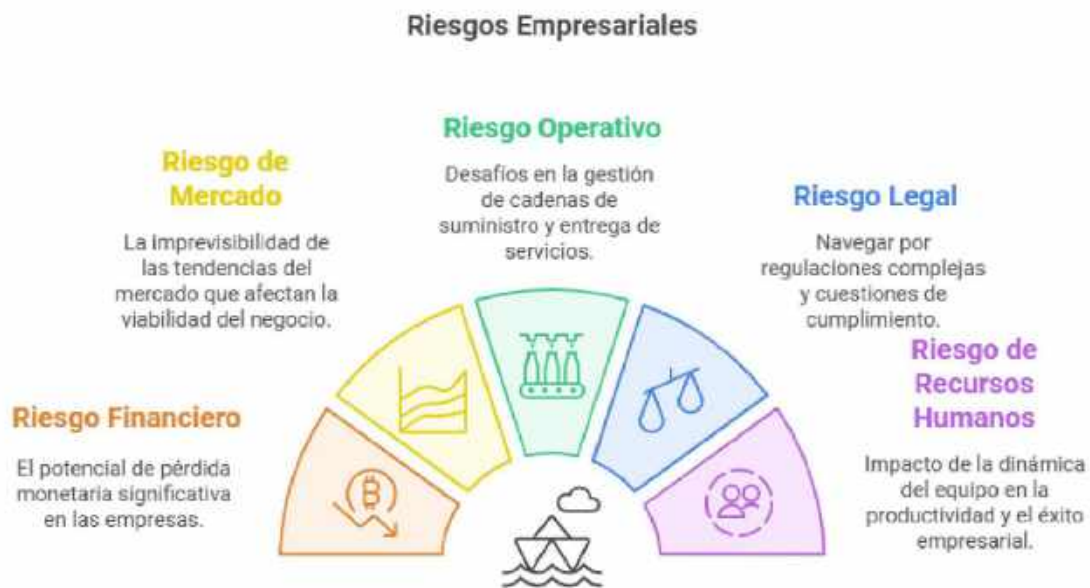 Riesgos Empresariales
Riesgo Financiero
El potencial de pérdida
monetaria significativa
en las empresas.
Riesgo de
Mercado
La imprevisibilidad de
las tendencias del
mercado que afectan la
viabilidad del negocio.
Riesgo Operativo
Desafíos en la gestión
de cadenas de
suministro y entrega de
servicios.
Riesgo Legal
Navegar por
regulaciones complejas
y cuestiones de
cumplimiento.
Riesgo de
Recursos
Humanos
Impacto de la dinámica
del equipo en la
productividad y el éxito
empresarial.